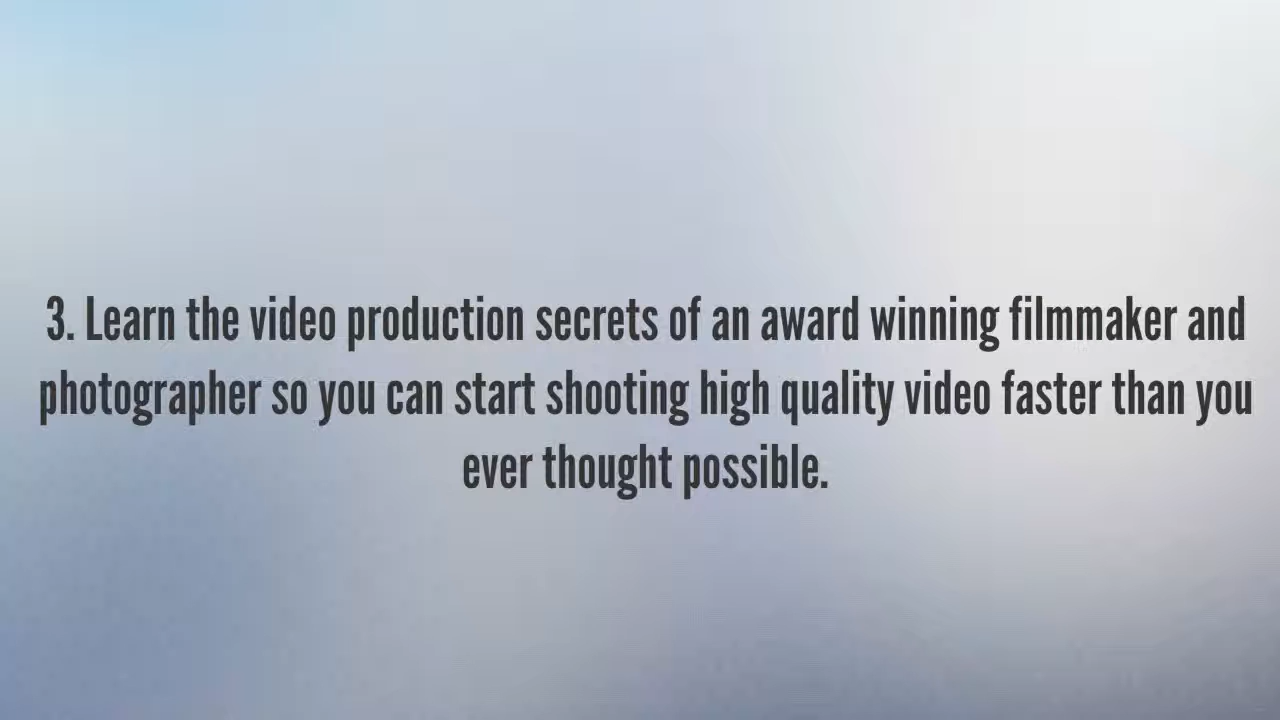 3. Learn the video production secrets of an award winning filmmaker and
photographer so you can start shooting high quality video faster than you
ever thought possible.